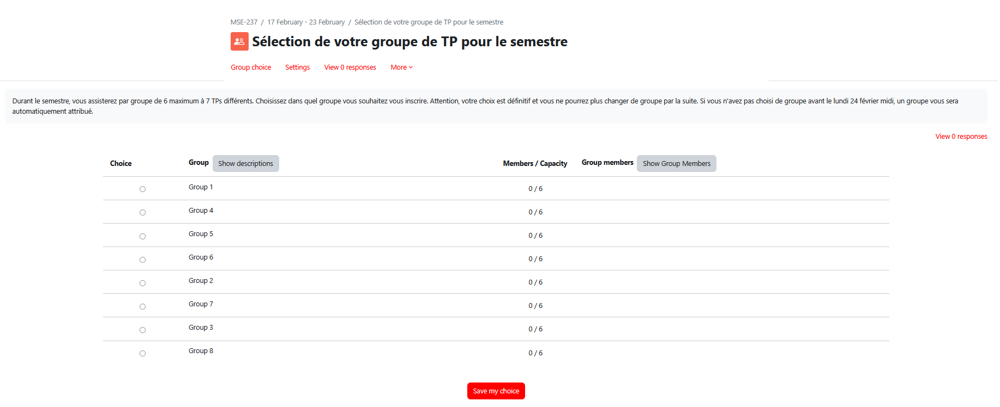 MSE-237 / 17 February - 23 February / Sélection de votre groupe de TP pour le semestre
Sélection de votre groupe de TP pour le semestre
Group choice Settings View 0 responses More
Durant le semestre, vous assisterez par groupe de 6 maximum à 7 TPs différents. Choisissez dans quel groupe vous souhaitez vous inscrire. Attention, votre choix est définitif et vous ne pourrez plus changer de groupe par la suite. Si vous n'avez pas choisi de groupe avant le lundi 24 février midi, un groupe vous sera
automatiquement attribué.
View 0 responses
Choice Group Show descriptions Members / Capacity Group members Show Group Members
Group 1 0 / 6
Group 4 0 / 6
Group 5 0 / 6
Group 6 0 / 6
Group 2 0 / 6
Group 7 0 / 6
Group 3 0 / 6
Group 8 0 / 6
Save my choice